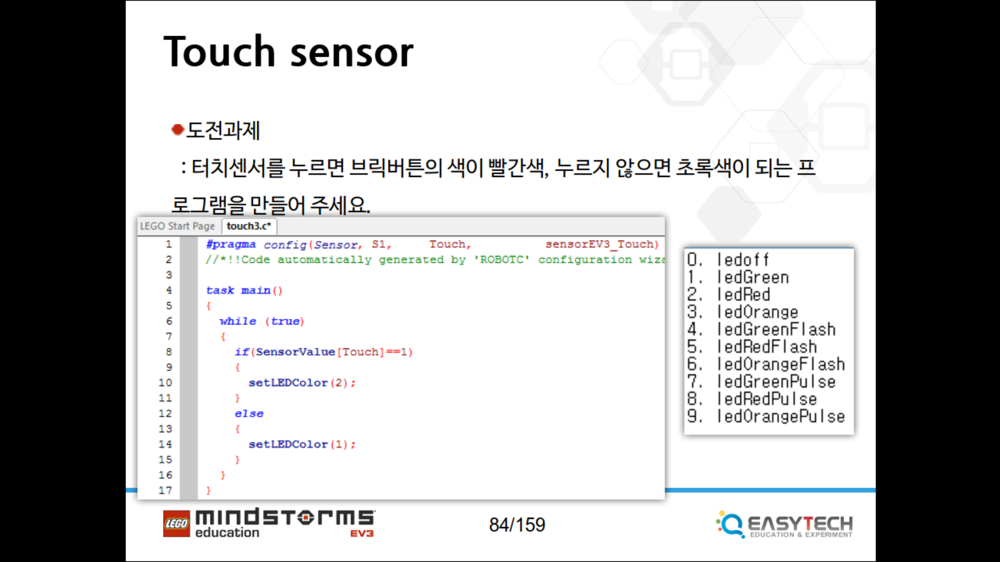 Touch sensor
도전과제
: 터치센서를 누르면 브릭버튼의 색이 빨간색, 누르지 않으면 초록색이 되는 프
로그램을 만들어 주세요.
LEGO Start Page touch3.c*
1 #pragma config(Sensor, S1, Touch, sensorEV3_Touch)
2 //*!!Code automatically generated by 'ROBOTC' configuration wiza
3
4 task main()
5 {
6 while (true)
7 {
8 if(SensorValue[Touch]==1)
9 {
10 setLEDColor(2);
11 }
12 else
13 {
14 setLEDColor(1);
15 }
16 }
17 }
0. ledoff
1. ledGreen
2. ledRed
3. ledOrange
4. ledGreenFlash
5. ledRedFlash
6. ledOrangeFlash
7. ledGreenPulse
8. ledRedPulse
9. ledOrangePulse
LEGO mindstorms
education EV3
84/159
EASYTECH
EDUCATION & EXPERIMENT